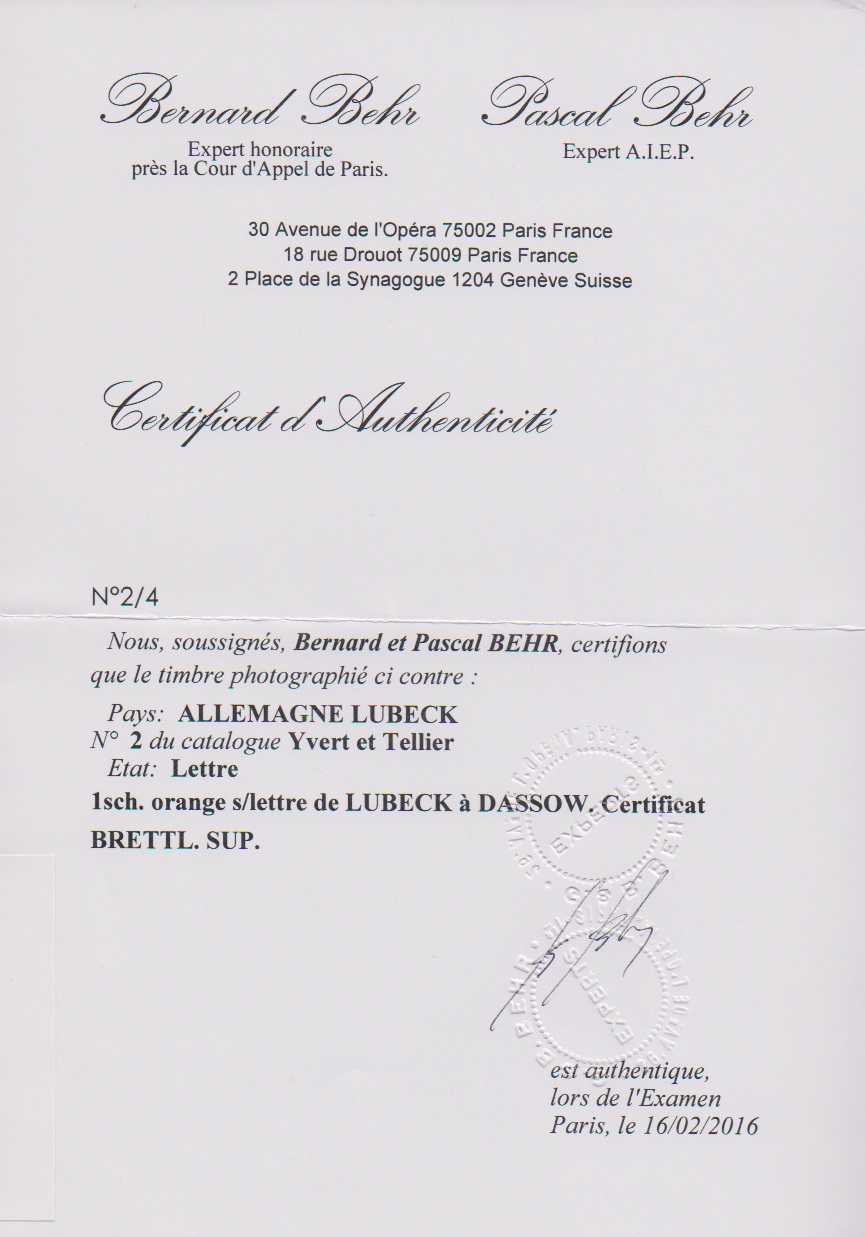 Bernard Behr
Expert honoraire
près la Cour d'Appel de Paris.
Pascal Behr
Expert A.I.E.P.
30 Avenue de l'Opéra 75002 Paris France
18 rue Drouot 75009 Paris France
2 Place de la Synagogue 1204 Genève Suisse
Certificat d'Authenticité
N°2/4
Nous, soussignés, Bernard et Pascal BEHR, certifions
que le timbre photographié ci contre :
Pays: ALLEMAGNE LUBECK
N° 2 du catalogue Yvert et Tellier
Etat: Lettre
1sch. orange s/lettre de LUBECK à DASSOW. Certificat
BRETTL. SUP.
EXPERTS
B. BEHR
EXPERTS
est authentique,
lors de l'Examen
Paris, le 16/02/2016